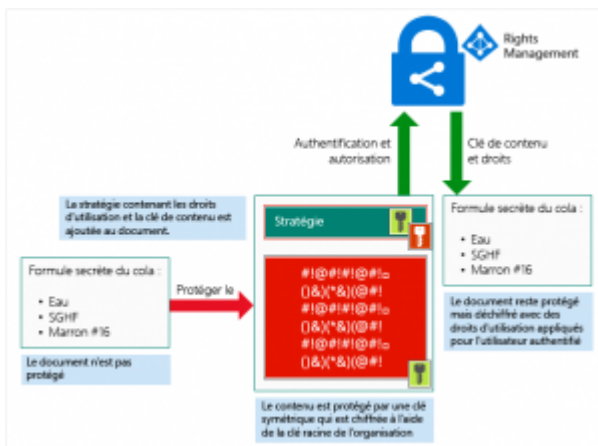 Rights
Management
Authentification et
autorisation
Clé de contenu
et droits
La stratégie contenant les droits
d'utilisation et la clé de contenu est
ajoutée au document.
Stratégie
Formule secrète du cola :
• Eau
• SGHF
• Marron #16
Formule secrète du cola :
• Eau
• SGHF
• Marron #16
Protéger le
#!@#!#!@#!¤
()&)(*&)(@#!
#!@#!#!@#!¤
()&)(*&)(@#!
#!@#!#!@#!¤
()&)(*&)(@#!
Le document n'est pas
protégé
Le document reste protégé
mais déchiffré avec des
droits d'utilisation appliqués
pour l'utilisateur authentifié
Le contenu est protégé par une clé
symétrique qui est chiffrée à l'aide
de la clé racine de l'organisation